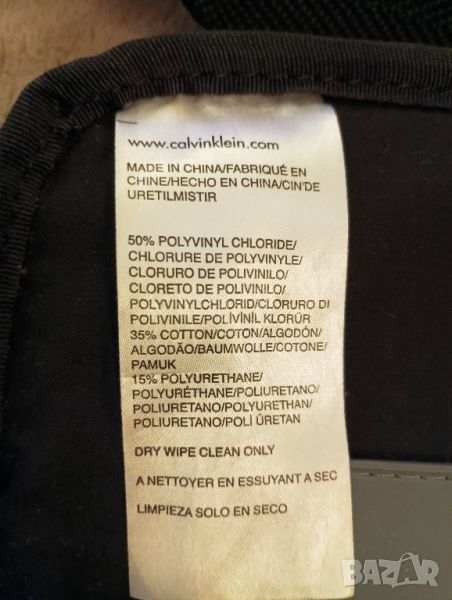 www.calvinklein.com
MADE IN CHINA/FABRIQUÉ EN
CHINE/HECHO EN CHINA/CIN'DE
URETILMISTIR
50% POLYVINYL CHLORIDE/
CHLORURE DE POLYVINYLE/
CLORURO DE POLIVINILO/
CLORETO DE POLINILO/
POLYVINYLCHLORID/CLORURO DI
POLIVINILE/POLİVİNİL KLORÜR
35% COTTON/COTON/ALGODÓN/
ALGODÃO/BAUMWOLLE/COTONE/
PAMUK
15% POLYURETHANE/
POLYURÉTHANE/POLIURETANO/
POLIURETANO/POLYURETHAN/
POLIURETANO/POLİ ÜRETAN
DRY WIPE CLEAN ONLY
A NETTOYER EN ESSUYANT A SEC
LIMPIEZA SOLO EN SECO
BAZAR